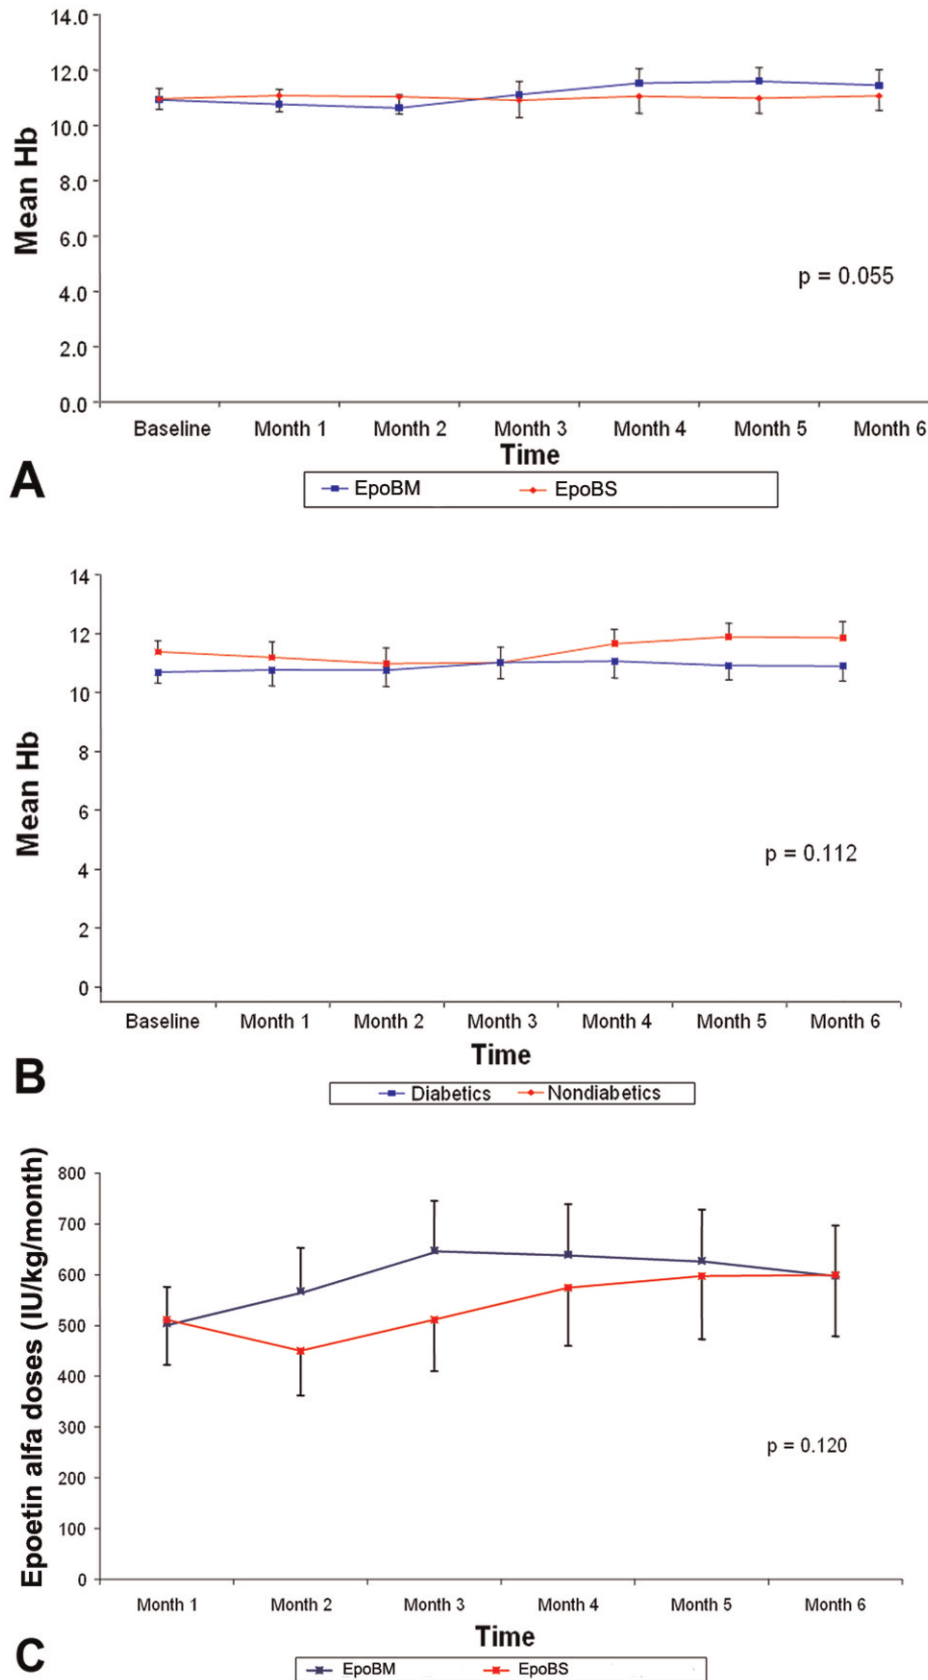 14.0
12.0
10.0
8.0
6.0
4.0
2.0
0.0
Mean Hb
p = 0.055
Baseline Month 1 Month 2 Month 3 Month 4 Month 5 Month 6
Time
A
EpoBM EpoBS
14
12
10
8
6
4
2
0
Mean Hb
p = 0.112
Baseline Month 1 Month 2 Month 3 Month 4 Month 5 Month 6
Time
B
Diabetics Nondiabetics
800
700
600
500
400
300
200
100
0
Epoetin alfa doses (IU/kg/month)
p = 0.120
Month 1 Month 2 Month 3 Month 4 Month 5 Month 6
Time
C
EpoBM EpoBS